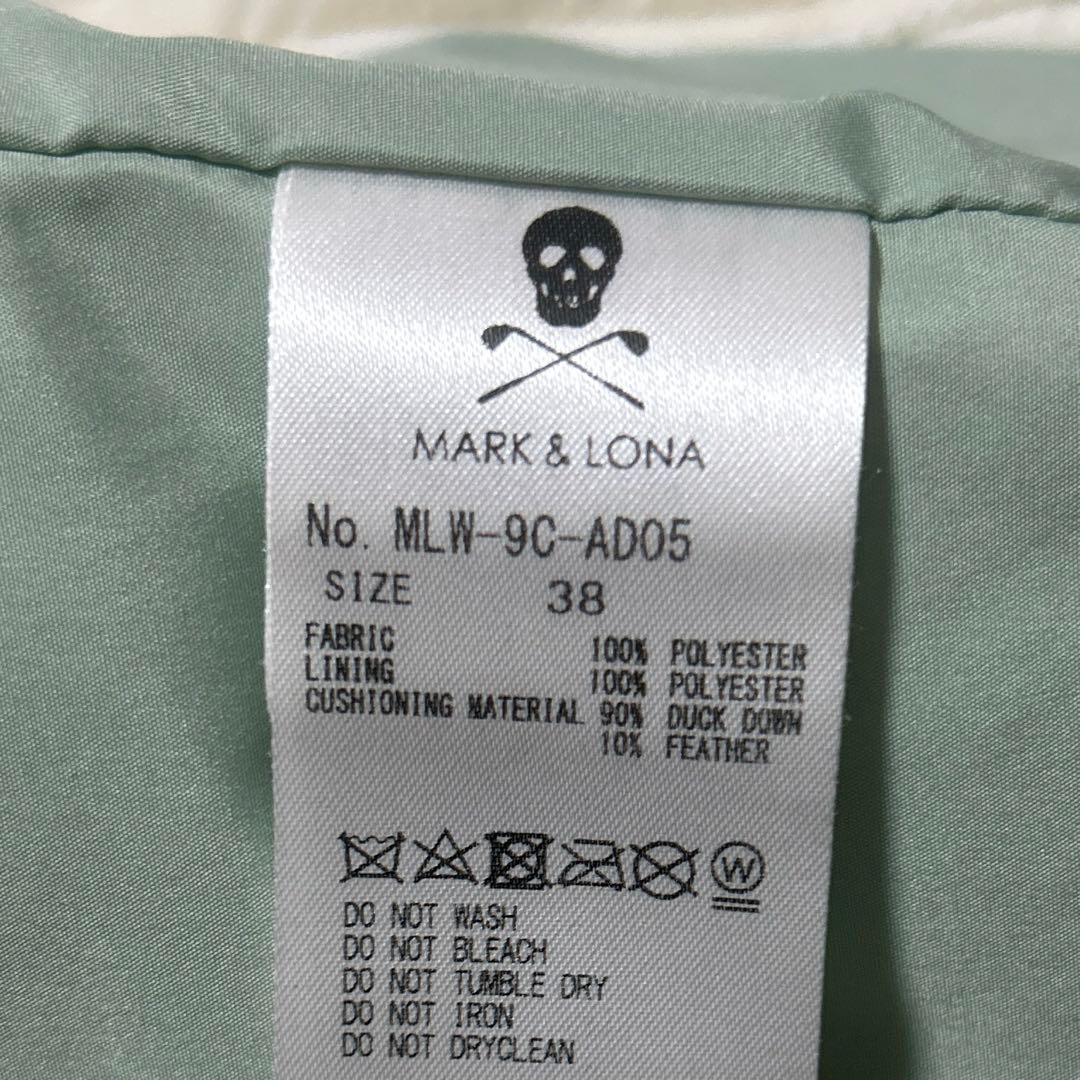 MARK & LONA
No. MLW-9C-AD05
SIZE 38
FABRIC 100% POLYESTER
LINING 100% POLYESTER
CUSHIONING MATERIAL 90% DUCK DOWN
10% FEATHER
W
DO NOT WASH
DO NOT BLEACH
DO NOT TUMBLE DRY
DO NOT IRON
DO NOT DRYCLEAN